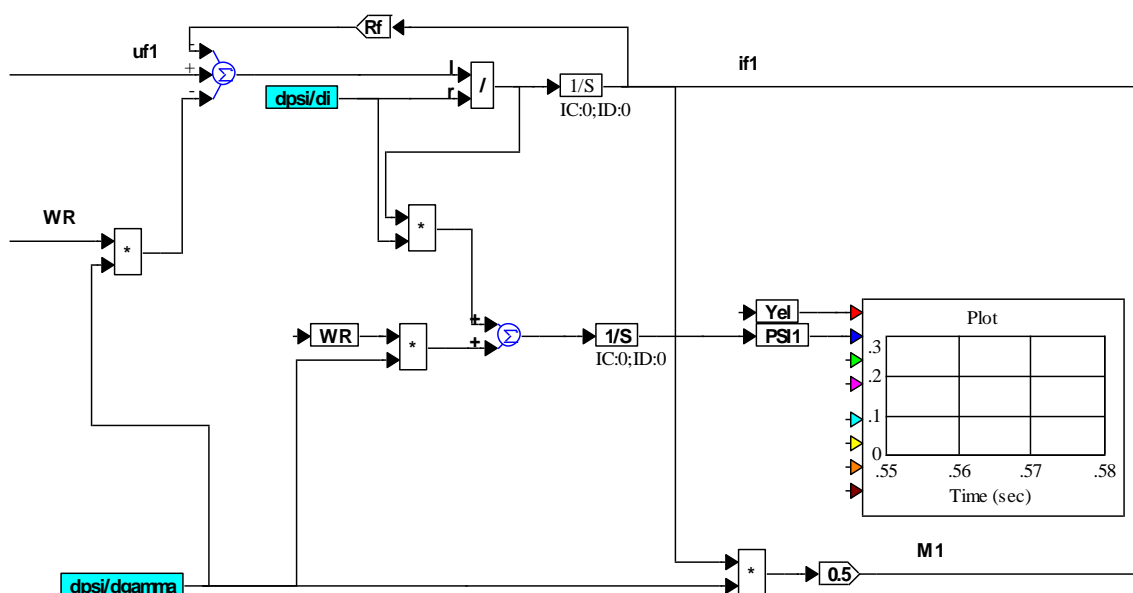 Rf
uf1
if1
-
+
-
Σ
l
r
/
dpsi/di
1/S
IC:0;ID:0
WR
*
*
Yel
Plot
WR
*
+
+
Σ
1/S
PSI1
IC:0;ID:0
.3
.2
.1
0
.55 .56 .57 .58
Time (sec)
M1
*
0.5
dpsi/dgamma